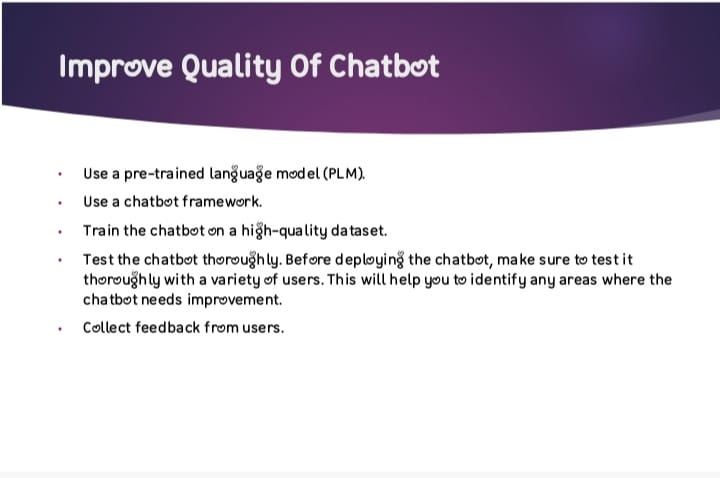 Improve Quality Of Chatbot
• Use a pre-trained language model (PLM).
• Use a chatbot framework.
• Train the chatbot on a high-quality dataset.
• Test the chatbot thoroughly. Before deploying the chatbot, make sure to test it
thoroughly with a variety of users. This will help you to identify any areas where the
chatbot needs improvement.
• Collect feedback from users.